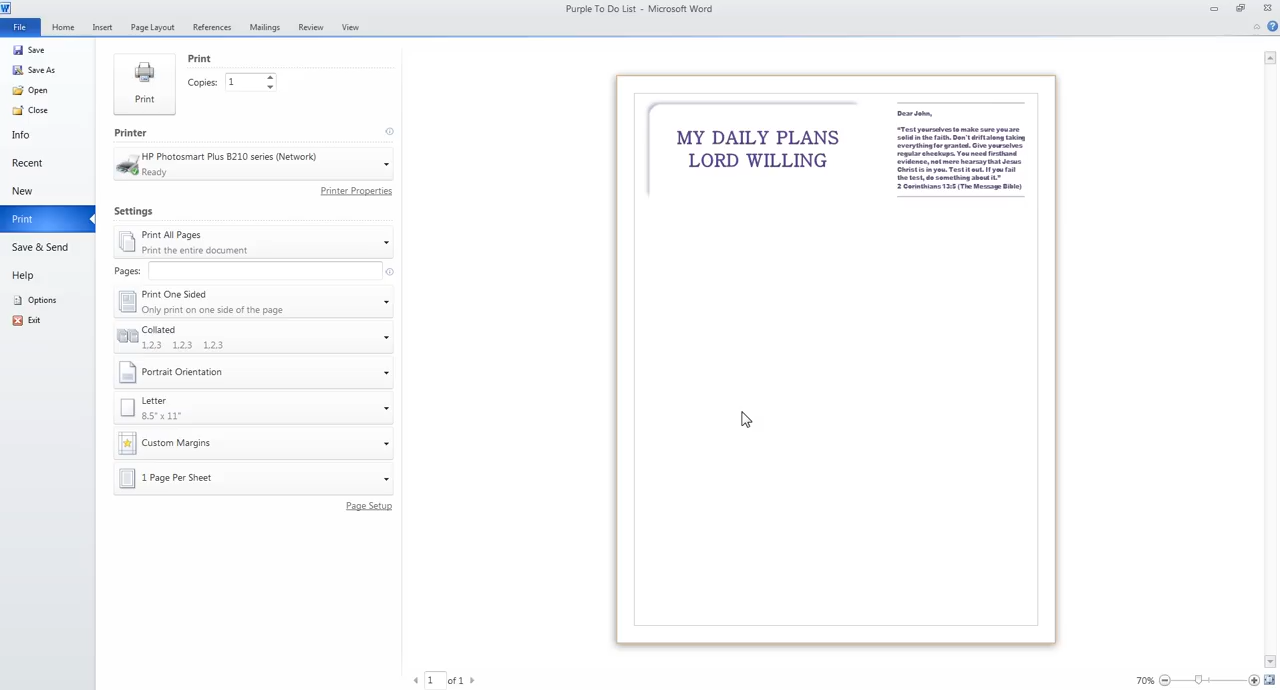 Purple To Do List - Microsoft Word
File Home Insert Page Layout References Mailings Review View
Save
Save As
Open
Close
Info
Recent
New
Print
Save & Send
Help
Options
Exit
Print
Print
Copies: 1
Printer
HP Photosmart Plus B210 series (Network)
Ready
Printer Properties
Settings
Print All Pages
Print the entire document
Pages:
Print One Sided
Only print on one side of the page
Collated
1,2,3 1,2,3 1,2,3
Portrait Orientation
Letter
8.5" x 11"
Custom Margins
1 Page Per Sheet
Page Setup
MY DAILY PLANS
LORD WILLING
Dear John,
"Test yourselves to make sure you are
solid in the faith. Don't drift along taking
everything for granted. Give yourselves
regular checkups. You need firsthand
evidence, not mere hearsay that Jesus
Christ is in you. Test it out. If you fail
the test, do something about it."
2 Corinthians 13:5 (The Message Bible)
1 of 1
70%